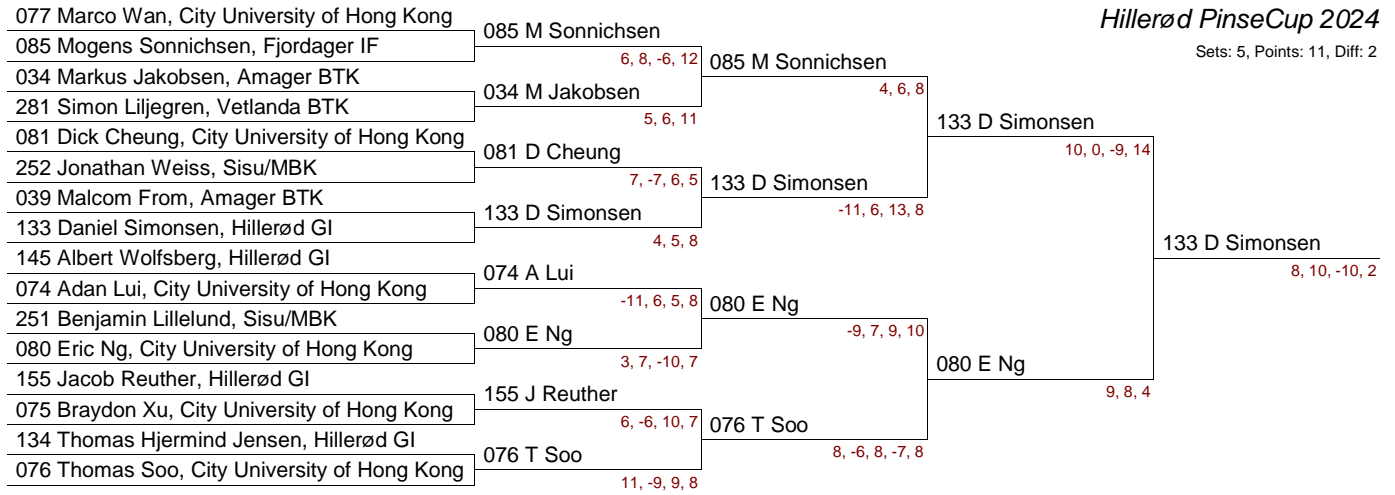 Hillerød PinseCup 2024
Sets: 5, Points: 11, Diff: 2
077 Marco Wan, City University of Hong Kong
085 Mogens Sonnichsen, Fjordager IF
034 Markus Jakobsen, Amager BTK
281 Simon Liljegren, Vetlanda BTK
081 Dick Cheung, City University of Hong Kong
252 Jonathan Weiss, Sisu/MBK
039 Malcom From, Amager BTK
133 Daniel Simonsen, Hillerød GI
145 Albert Wolfsberg, Hillerød GI
074 Adan Lui, City University of Hong Kong
251 Benjamin Lillelund, Sisu/MBK
080 Eric Ng, City University of Hong Kong
155 Jacob Reuther, Hillerød GI
075 Braydon Xu, City University of Hong Kong
134 Thomas Hjermind Jensen, Hillerød GI
076 Thomas Soo, City University of Hong Kong
085 M Sonnichsen
6, 8, -6, 12
034 M Jakobsen
5, 6, 11
081 D Cheung
7, -7, 6, 5
133 D Simonsen
4, 5, 8
074 A Lui
-11, 6, 5, 8
080 E Ng
3, 7, -10, 7
155 J Reuther
6, -6, 10, 7
076 T Soo
11, -9, 9, 8
085 M Sonnichsen
4, 6, 8
133 D Simonsen
-11, 6, 13, 8
080 E Ng
-9, 7, 9, 10
076 T Soo
8, -6, 8, -7, 8
133 D Simonsen
10, 0, -9, 14
080 E Ng
9, 8, 4
133 D Simonsen
8, 10, -10, 2